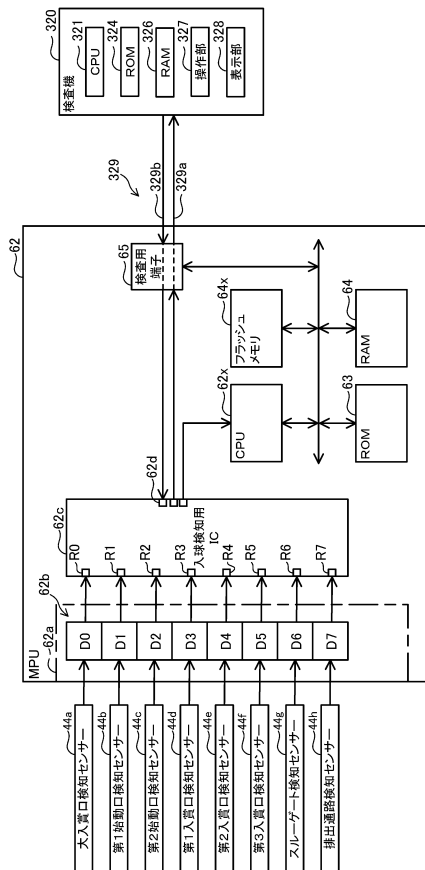 320
検査機
321
CPU
324
ROM
326
RAM
327
操作部
328
表示部
329
329b
329a
62
65
検査用
端子
64x
フラッシュ
メモリ
64
RAM
62x
CPU
63
ROM
62d
62c
入球検知用
IC
R0
R1
R2
R3
R4
R5
R6
R7
62b
62a
MPU
D0
D1
D2
D3
D4
D5
D6
D7
44a
大入賞口検知センサー
44b
第1始動口検知センサー
44c
第2始動口検知センサー
44d
第1入賞口検知センサー
44e
第2入賞口検知センサー
44f
第3入賞口検知センサー
44g
スルーゲート検知センサー
44h
排出通路検知センサー